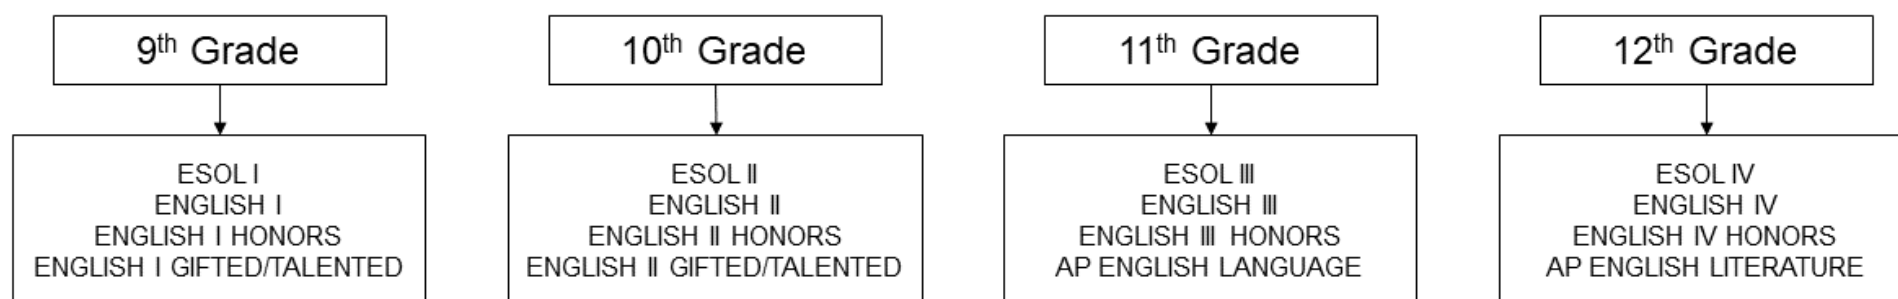 9th Grade
ESOL I
ENGLISH I
ENGLISH I HONORS
ENGLISH I GIFTED/TALENTED
10th Grade
ESOL II
ENGLISH II
ENGLISH II HONORS
ENGLISH II GIFTED/TALENTED
11th Grade
ESOL III
ENGLISH III
ENGLISH III HONORS
AP ENGLISH LANGUAGE
12th Grade
ESOL IV
ENGLISH IV
ENGLISH IV HONORS
AP ENGLISH LITERATURE